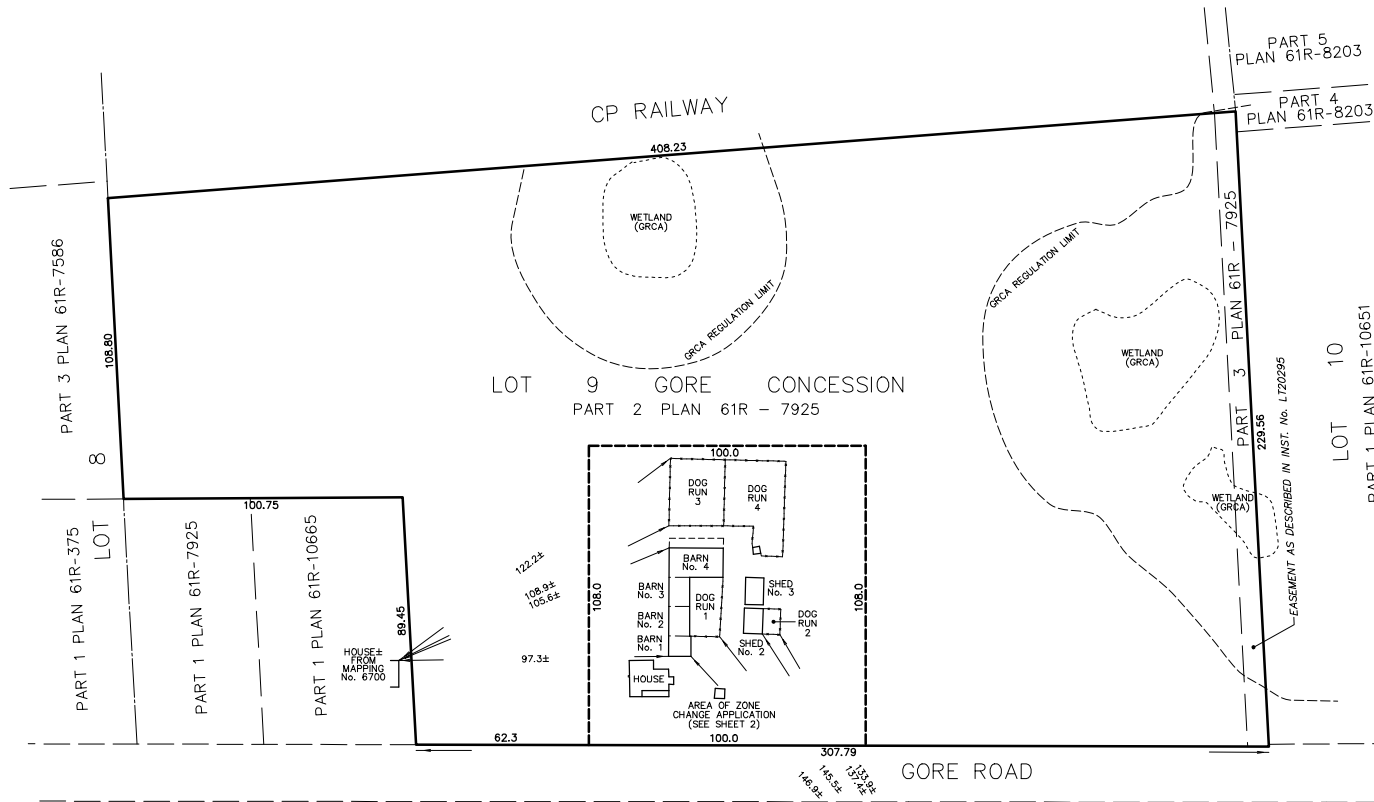 PART 5
PLAN 61R-8203
PART 4
PLAN 61R-8203
CP RAILWAY
408.23
WETLAND
(GRCA)
GRCA REGULATION LIMIT
GRCA REGULATION LIMIT
WETLAND
(GRCA)
WETLAND
(GRCA)
PART 3 PLAN 61R-7586
108.80
LOT 8
LOT 9 GORE CONCESSION
PART 2 PLAN 61R - 7925
PART 3 PLAN 61R - 7925
229.56
EASEMENT AS DESCRIBED IN INST. No. LT20295
LOT 10
PART 1 PLAN 61R-10651
100.75
PART 1 PLAN 61R-375
PART 1 PLAN 61R-7925
PART 1 PLAN 61R-10665
89.45
HOUSE±
FROM
MAPPING
No. 6700
122.2±
108.9±
105.6±
97.3±
100.0
108.0
108.0
DOG
RUN
3
DOG
RUN
4
BARN
No. 4
BARN
No. 3
DOG
RUN
1
BARN
No. 2
BARN
No. 1
SHED
No. 3
DOG
RUN
2
SHED
No. 2
HOUSE
AREA OF ZONE
CHANGE APPLICATION
(SEE SHEET 2)
62.3
100.0
307.79
133.9±
137.4±
145.5±
146.9±
GORE ROAD